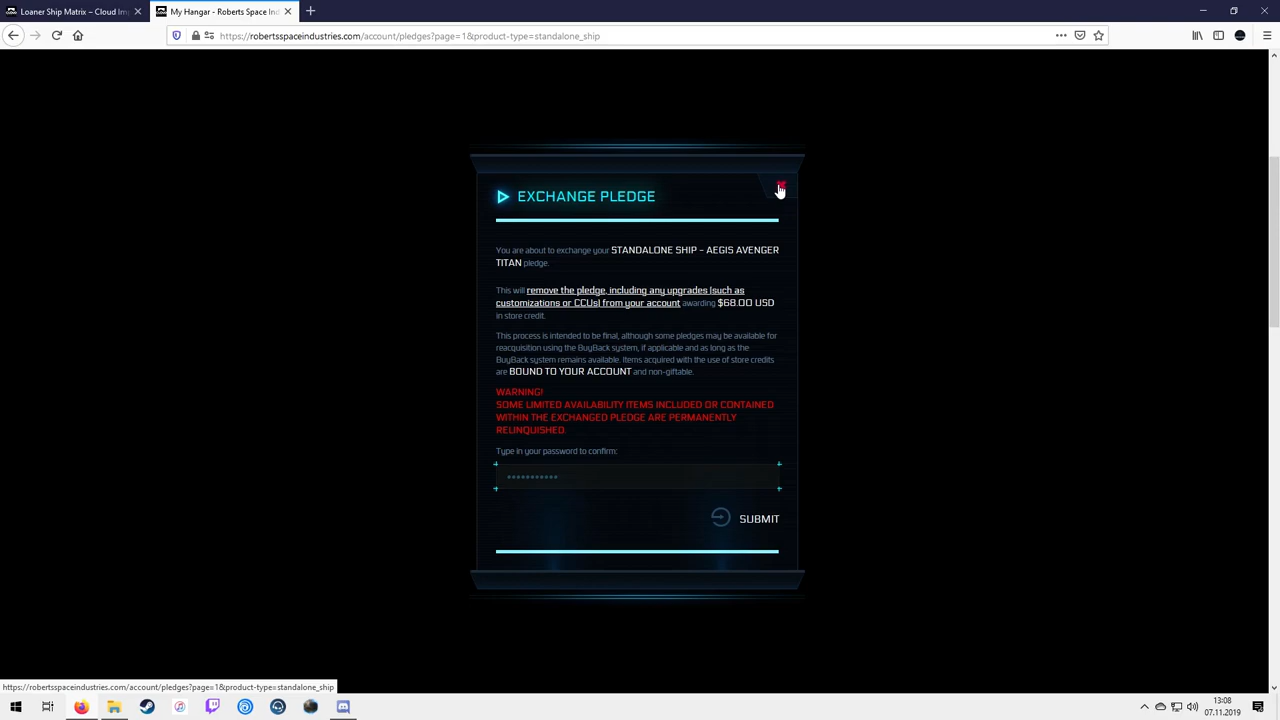 Loaner Ship Matrix – Cloud Im
My Hangar - Roberts Space Ind
https://robertsspaceindustries.com/account/pledges?page=1&product-type=standalone_ship
EXCHANGE PLEDGE
You are about to exchange your STANDALONE SHIP - AEGIS AVENGER
TITAN pledge.
This will remove the pledge, including any upgrades (such as
customizations or CCUs) from your account awarding $68.00 USD
in store credit.
This process is intended to be final, although some pledges may be available for
reacquisition using the BuyBack system, if applicable and as long as the
BuyBack system remains available. Items acquired with the use of store credits
are BOUND TO YOUR ACCOUNT and non-giftable.
WARNING!
SOME LIMITED AVAILABILITY ITEMS INCLUDED OR CONTAINED
WITHIN THE EXCHANGED PLEDGE ARE PERMANENTLY
RELINQUISHED.
Type in your password to confirm:
SUBMIT
https://robertsspaceindustries.com/account/pledges?page=1&product-type=standalone_ship
13:08
07.11.2019